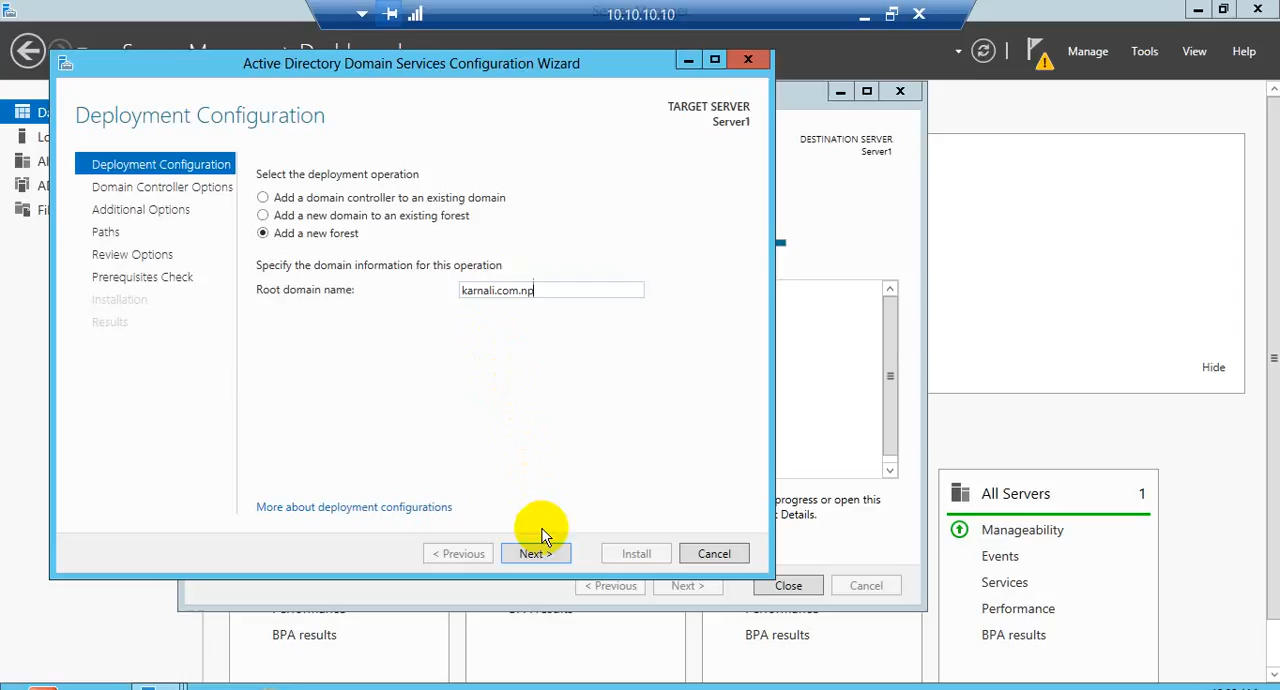 10.10.10.10
Manage
Tools
View
Help
Active Directory Domain Services Configuration Wizard
Deployment Configuration
TARGET SERVER
Server1
DESTINATION SERVER
Server1
Deployment Configuration
Domain Controller Options
Additional Options
Paths
Review Options
Prerequisites Check
Installation
Results
Select the deployment operation
Add a domain controller to an existing domain
Add a new domain to an existing forest
Add a new forest
Specify the domain information for this operation
Root domain name:
karnali.com.np
More about deployment configurations
< Previous
Next >
Install
Cancel
progress or open this
t Details.
< Previous
Next >
Close
Cancel
Hide
All Servers
1
Manageability
Events
Services
Performance
BPA results
BPA results
BPA results